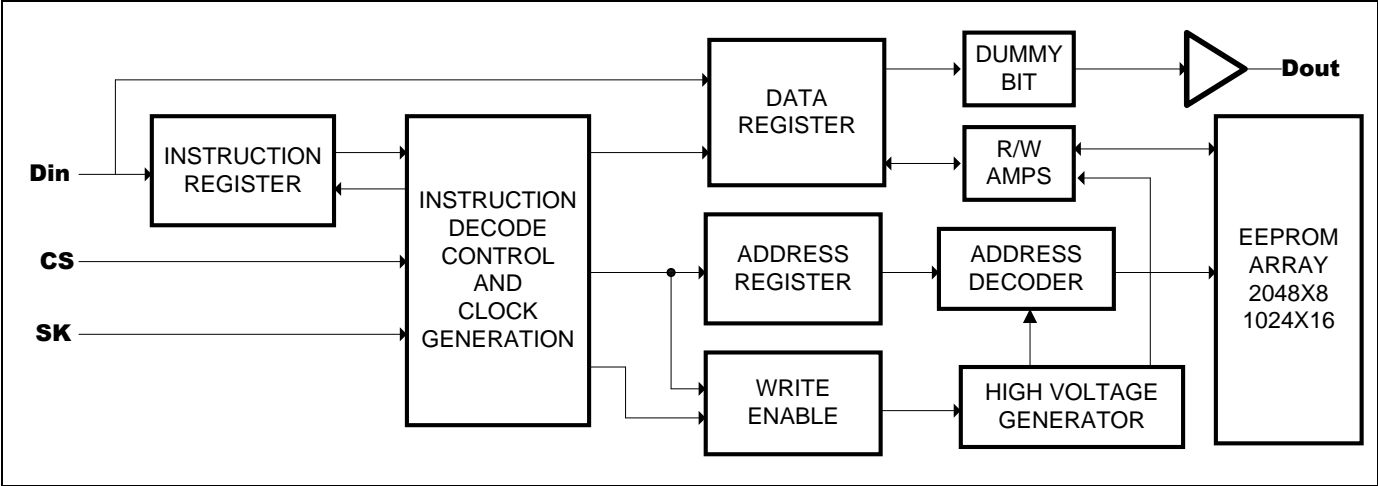 Din
CS
SK
INSTRUCTION
REGISTER
INSTRUCTION
DECODE
CONTROL
AND
CLOCK
GENERATION
DATA
REGISTER
DUMMY
BIT
Dout
R/W
AMPS
ADDRESS
REGISTER
ADDRESS
DECODER
WRITE
ENABLE
HIGH VOLTAGE
GENERATOR
EEPROM
ARRAY
2048X8
1024X16